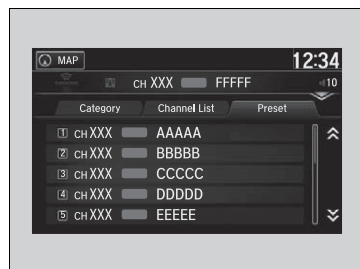 MAP 12:34
CH XXX FFFFF 10
Category Channel List Preset
1 CH XXX AAAAA
2 CH XXX BBBBB
3 CH XXX CCCCC
4 CH XXX DDDDD
5 CH XXX EEEEE